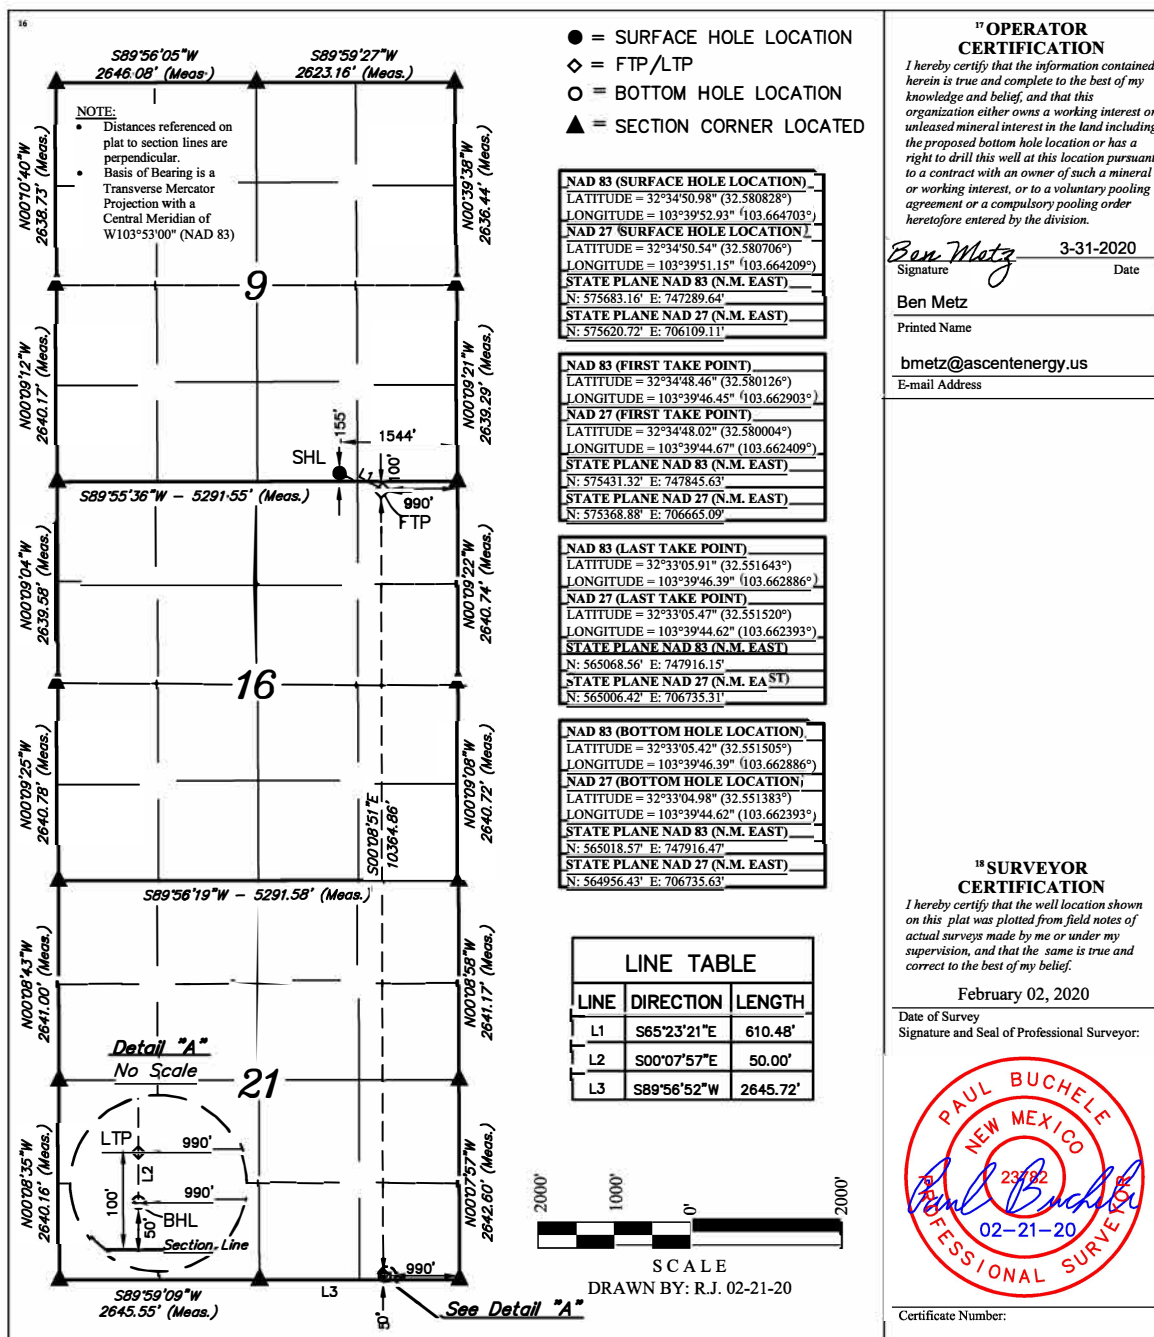 16
S89°56'05"W
2646.08' (Meas.)
S89°59'27"W
2623.16' (Meas.)
NOTE:
• Distances referenced on
plat to section lines are
perpendicular.
• Basis of Bearing is a
Transverse Mercator
Projection with a
Central Meridian of
W103°53'00" (NAD 83)
N00°10'40"W
2638.73' (Meas.)
N00°39'38"W
2636.44' (Meas.)
9
N00°09'12"W
2640.17' (Meas.)
N00°09'21"W
2639.29' (Meas.)
155'
1544'
SHL
L1
100'
S89°55'36"W – 5291.55' (Meas.)
990'
FTP
N00°09'04"W
2639.58' (Meas.)
N00°09'22"W
2640.74' (Meas.)
16
N00°09'25"W
2640.78' (Meas.)
N00°09'08"W
2640.72' (Meas.)
S00°08'51"E
10364.86'
S89°56'19"W – 5291.58' (Meas.)
N00°08'43"W
2641.00' (Meas.)
N00°08'58"W
2641.17' (Meas.)
Detail "A"
No Scale
21
LTP
990'
L2
990'
100'
BHL
50'
Section Line
N00°08'35"W
2640.16' (Meas.)
N00°07'57"W
2642.60' (Meas.)
990'
S89°59'09"W
2645.55' (Meas.)
L3
50'
See Detail "A"
● = SURFACE HOLE LOCATION
◇ = FTP/LTP
○ = BOTTOM HOLE LOCATION
▲ = SECTION CORNER LOCATED
NAD 83 (SURFACE HOLE LOCATION)
LATITUDE = 32°34'50.98" (32.580828°)
LONGITUDE = 103°39'52.93" (103.664703°)
NAD 27 (SURFACE HOLE LOCATION)
LATITUDE = 32°34'50.54" (32.580706°)
LONGITUDE = 103°39'51.15" (103.664209°)
STATE PLANE NAD 83 (N.M. EAST)
N: 575683.16' E: 747289.64'
STATE PLANE NAD 27 (N.M. EAST)
N: 575620.72' E: 706109.11'
NAD 83 (FIRST TAKE POINT)
LATITUDE = 32°34'48.46" (32.580126°)
LONGITUDE = 103°39'46.45" (103.662903°)
NAD 27 (FIRST TAKE POINT)
LATITUDE = 32°34'48.02" (32.580004°)
LONGITUDE = 103°39'44.67" (103.662409°)
STATE PLANE NAD 83 (N.M. EAST)
N: 575431.32' E: 747845.63'
STATE PLANE NAD 27 (N.M. EAST)
N: 575368.88' E: 706665.09'
NAD 83 (LAST TAKE POINT)
LATITUDE = 32°33'05.91" (32.551643°)
LONGITUDE = 103°39'46.39" (103.662886°)
NAD 27 (LAST TAKE POINT)
LATITUDE = 32°33'05.47" (32.551520°)
LONGITUDE = 103°39'44.62" (103.662393°)
STATE PLANE NAD 83 (N.M. EAST)
N: 565068.56' E: 747916.15'
STATE PLANE NAD 27 (N.M. EAST)
N: 565006.42' E: 706735.31'
NAD 83 (BOTTOM HOLE LOCATION)
LATITUDE = 32°33'05.42" (32.551505°)
LONGITUDE = 103°39'46.39" (103.662886°)
NAD 27 (BOTTOM HOLE LOCATION)
LATITUDE = 32°33'04.98" (32.551383°)
LONGITUDE = 103°39'44.62" (103.662393°)
STATE PLANE NAD 83 (N.M. EAST)
N: 565018.57' E: 747916.47'
STATE PLANE NAD 27 (N.M. EAST)
N: 564956.43' E: 706735.63'
LINE TABLE
LINE DIRECTION LENGTH
L1 S65°23'21"E 610.48'
L2 S00°07'57"E 50.00'
L3 S89°56'52"W 2645.72'
2000' 1000' 0' 2000'
SCALE
DRAWN BY: R.J. 02-21-20
17 OPERATOR
CERTIFICATION
I hereby certify that the information contained
herein is true and complete to the best of my
knowledge and belief, and that this
organization either owns a working interest or
unleased mineral interest in the land including
the proposed bottom hole location or has a
right to drill this well at this location pursuant
to a contract with an owner of such a mineral
or working interest, or to a voluntary pooling
agreement or a compulsory pooling order
heretofore entered by the division.
Ben Metz 3-31-2020
Signature Date
Ben Metz
Printed Name
bmetz@ascentenergy.us
E-mail Address
18 SURVEYOR
CERTIFICATION
I hereby certify that the well location shown
on this plat was plotted from field notes of
actual surveys made by me or under my
supervision, and that the same is true and
correct to the best of my belief.
February 02, 2020
Date of Survey
Signature and Seal of Professional Surveyor:
PAUL BUCHELE
NEW MEXICO
23782
Paul Buchele
02-21-20
PROFESSIONAL SURVEYOR
Certificate Number: